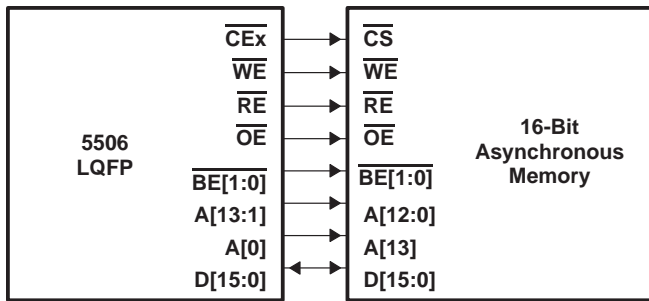 CEx CS
WE WE
RE RE
OE OE
5506
LQFP
16-Bit
Asynchronous
Memory
BE[1:0] BE[1:0]
A[13:1] A[12:0]
A[0] A[13]
D[15:0] D[15:0]